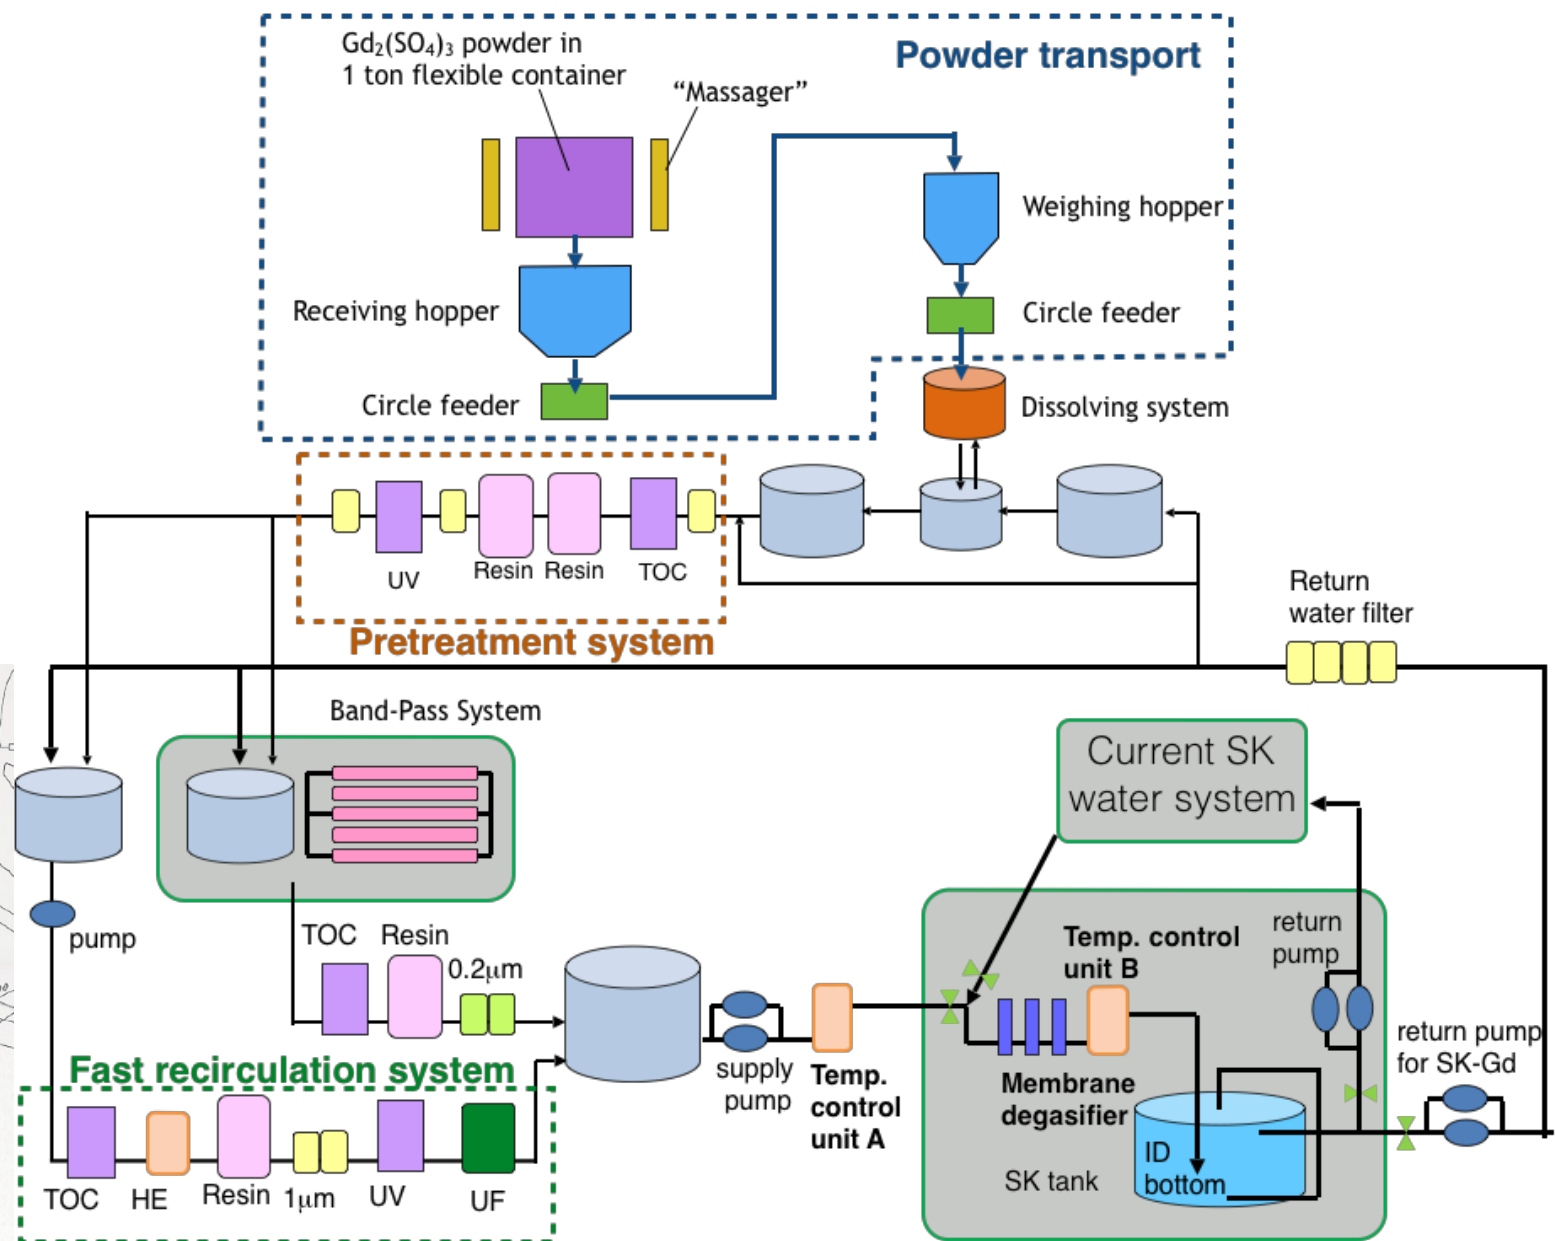 Gd₂(SO₄)₃ powder in
1 ton flexible container
Powder transport
“Massager”
Weighing hopper
Receiving hopper
Circle feeder
Circle feeder
Dissolving system
UV
Resin
Resin
TOC
Pretreatment system
Return
water filter
Band-Pass System
Current SK
water system
pump
TOC
Resin
0.2μm
Temp. control
unit B
return
pump
return pump
for SK-Gd
Fast recirculation system
supply
pump
Temp.
control
unit A
Membrane
degasifier
SK tank
ID
bottom
TOC
HE
Resin
1μm
UV
UF